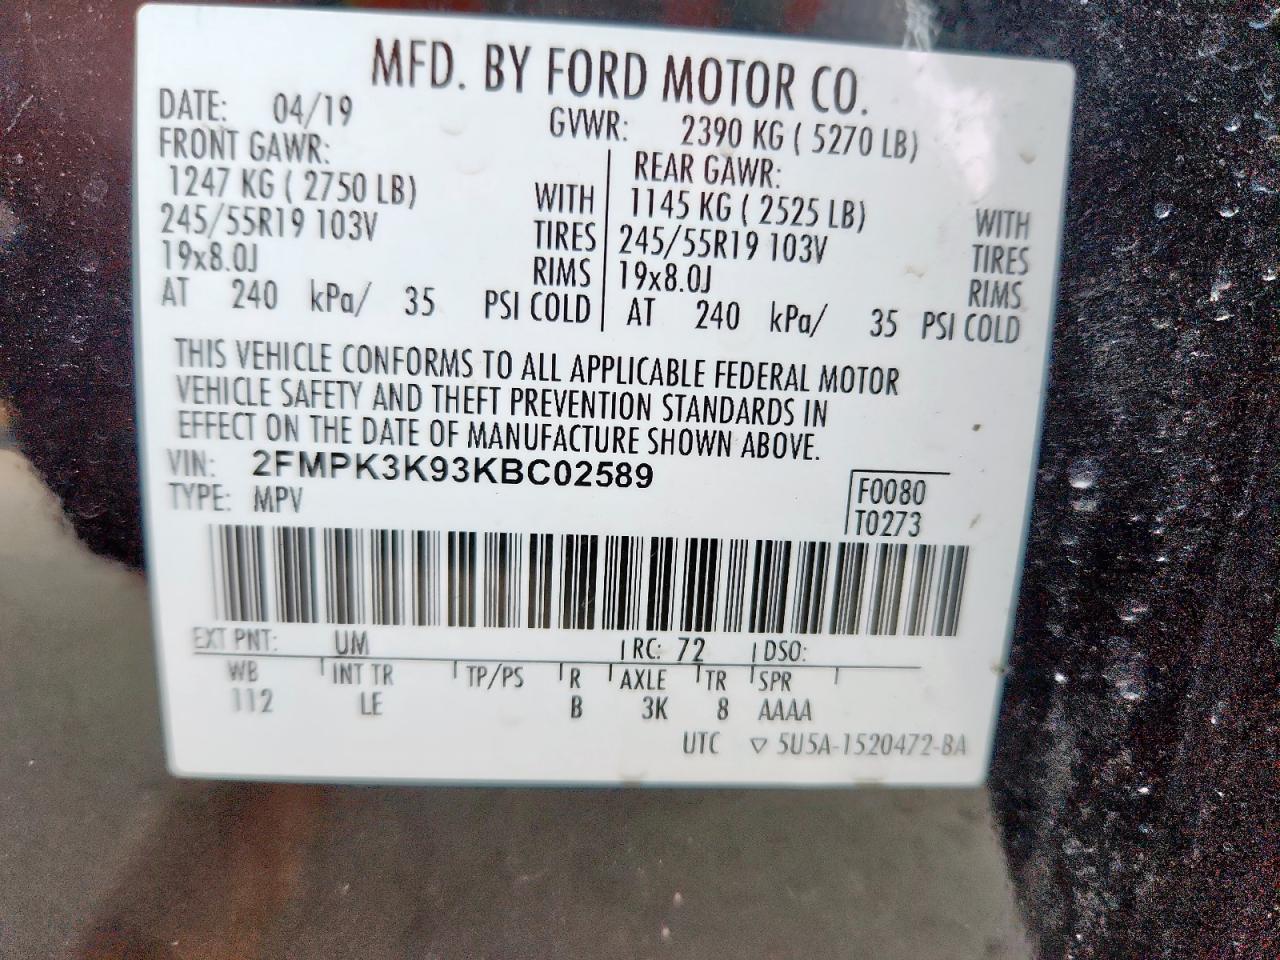 MFD. BY FORD MOTOR CO.
DATE: 04/19 GVWR: 2390 KG ( 5270 LB)
FRONT GAWR: REAR GAWR:
1247 KG ( 2750 LB) WITH 1145 KG ( 2525 LB) WITH
245/55R19 103V TIRES 245/55R19 103V TIRES
19x8.0J RIMS 19x8.0J RIMS
AT 240 kPa/ 35 PSI COLD AT 240 kPa/ 35 PSI COLD
THIS VEHICLE CONFORMS TO ALL APPLICABLE FEDERAL MOTOR
VEHICLE SAFETY AND THEFT PREVENTION STANDARDS IN
EFFECT ON THE DATE OF MANUFACTURE SHOWN ABOVE.
VIN: 2FMPK3K93KBC02589
TYPE: MPV F0080
T0273
EXT PNT: UM RC: 72 DSO:
WB INT TR TP/PS R AXLE TR SPR
112 LE B 3K 8 AAAA
UTC ▽ 5U5A-1520472-BA